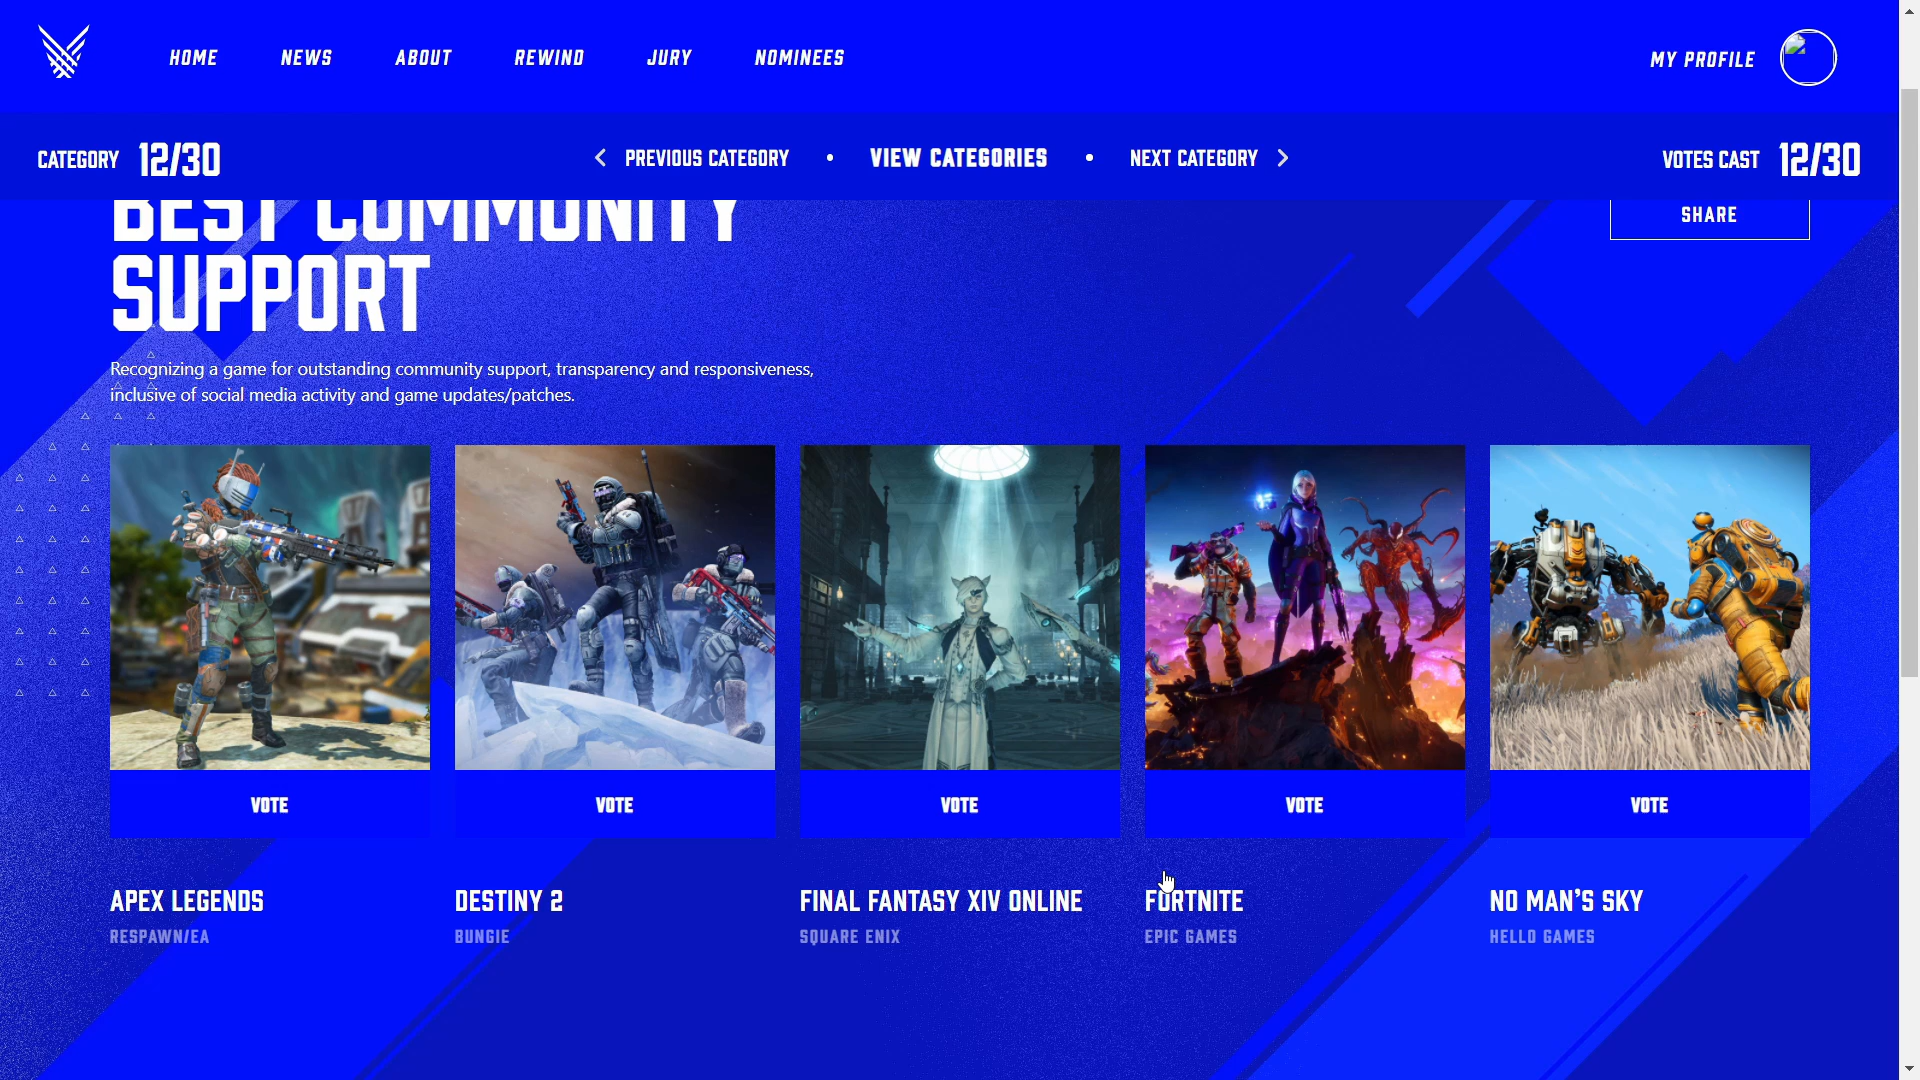 HOME NEWS ABOUT REWIND JURY NOMINEES MY PROFILE
CATEGORY 12/30 PREVIOUS CATEGORY • VIEW CATEGORIES • NEXT CATEGORY VOTES CAST 12/30
BEST COMMUNITY
SUPPORT
SHARE
Recognizing a game for outstanding community support, transparency and responsiveness,
inclusive of social media activity and game updates/patches.
VOTE VOTE VOTE VOTE VOTE
APEX LEGENDS DESTINY 2 FINAL FANTASY XIV ONLINE FORTNITE NO MAN'S SKY
RESPAWN/EA BUNGIE SQUARE ENIX EPIC GAMES HELLO GAMES